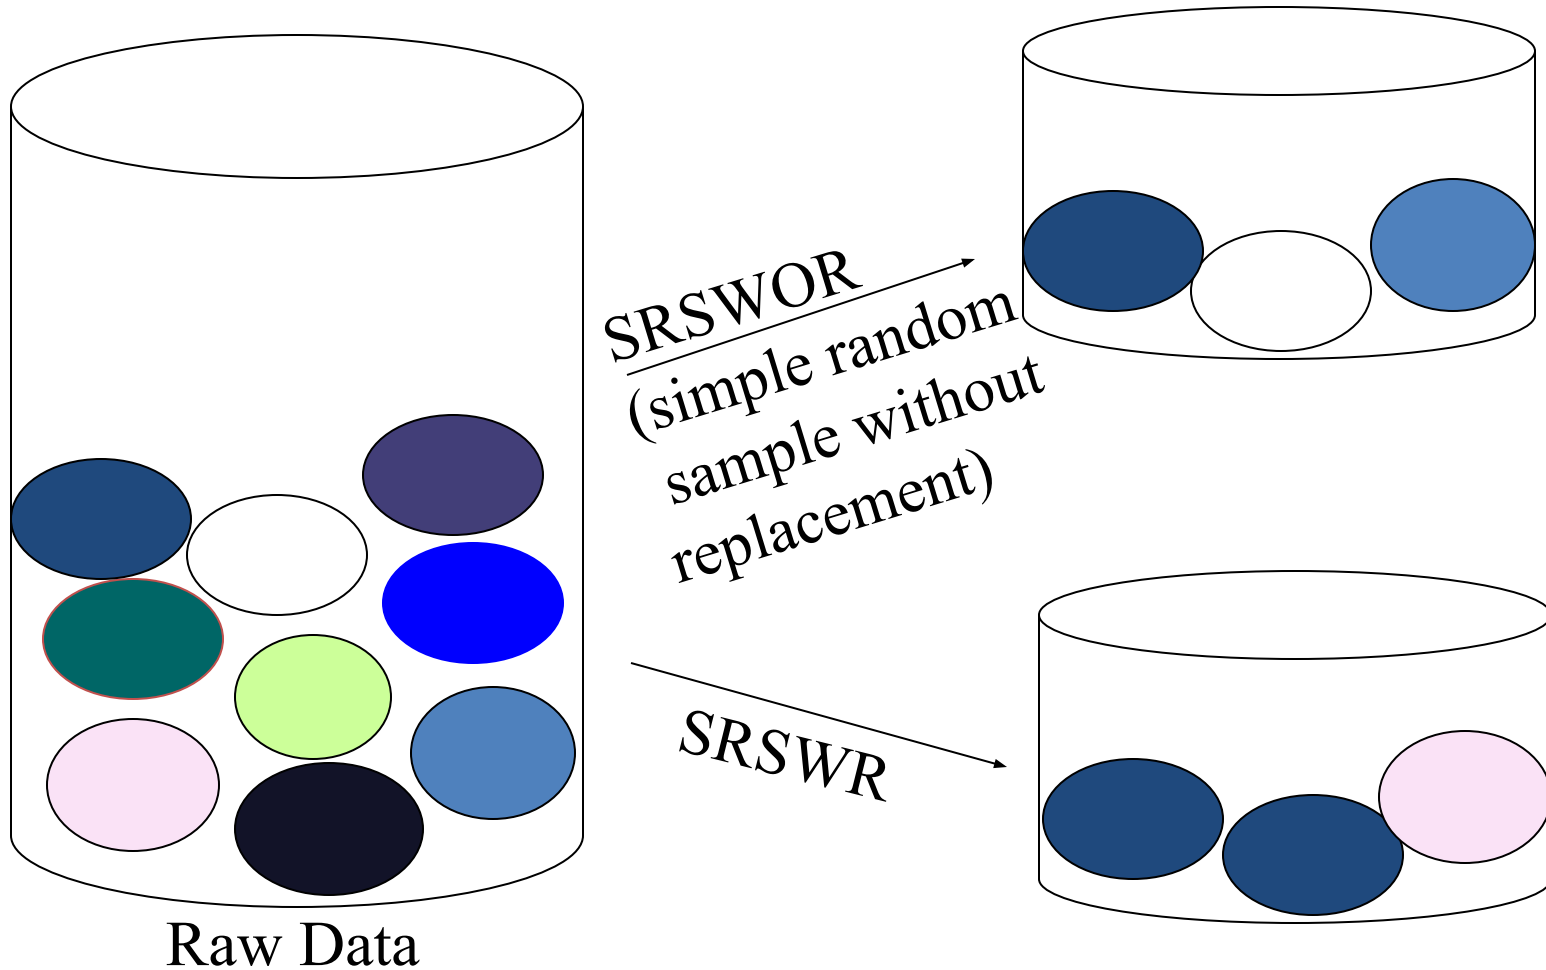 SRSWOR
(simple random
sample without
replacement)
SRSWR
Raw Data